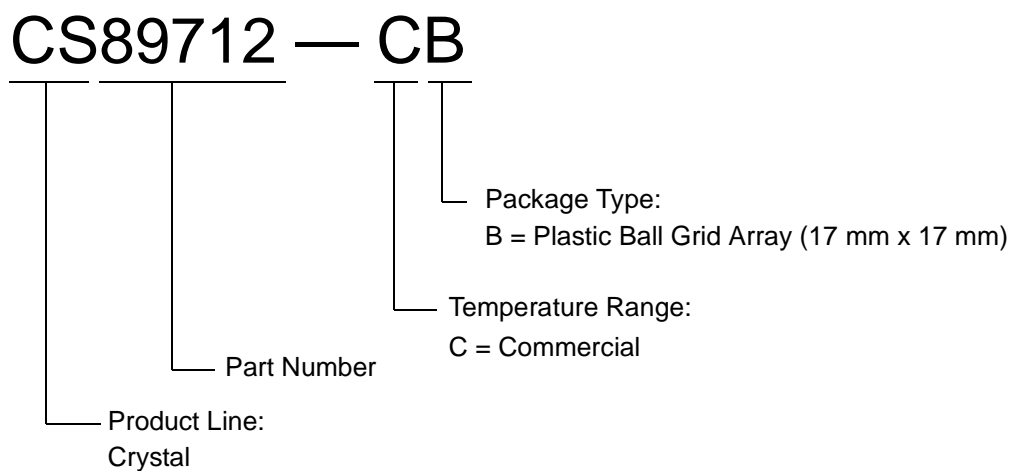 CS89712 — CB
Package Type:
B = Plastic Ball Grid Array (17 mm x 17 mm)
Temperature Range:
C = Commercial
Part Number
Product Line:
Crystal